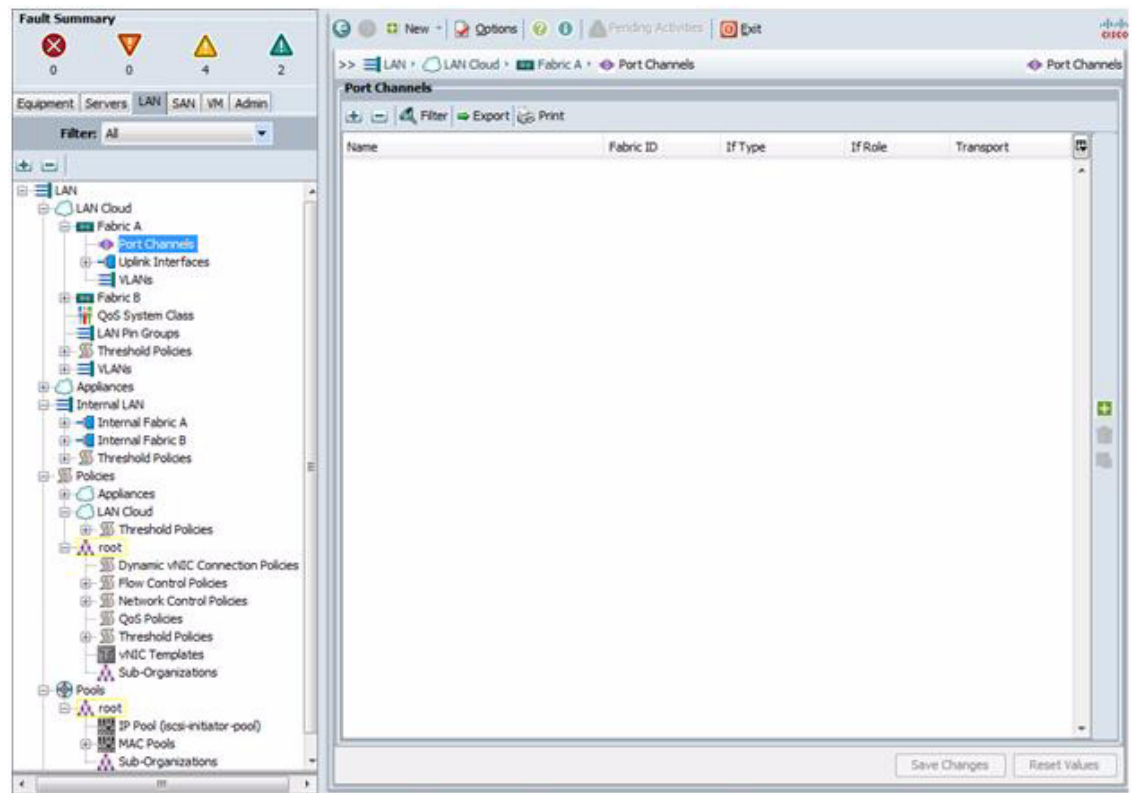 Fault Summary
0 0 4 2
Equipment Servers LAN SAN VM Admin
Filter: All
LAN
LAN Cloud
Fabric A
Port Channels
Uplink Interfaces
VLANs
Fabric B
QoS System Class
LAN Pin Groups
Threshold Policies
VLANs
Appliances
Internal LAN
Internal Fabric A
Internal Fabric B
Threshold Policies
Policies
Appliances
LAN Cloud
Threshold Policies
root
Dynamic vNIC Connection Policies
Flow Control Policies
Network Control Policies
QoS Policies
Threshold Policies
vNIC Templates
Sub-Organizations
Pools
root
IP Pool (iscsi-initiator-pool)
MAC Pools
Sub-Organizations
New Options Pending Activities Exit
CISCO
>> LAN LAN Cloud Fabric A Port Channels Port Channels
Port Channels
Filter Export Print
Name Fabric ID If Type If Role Transport
Save Changes Reset Values